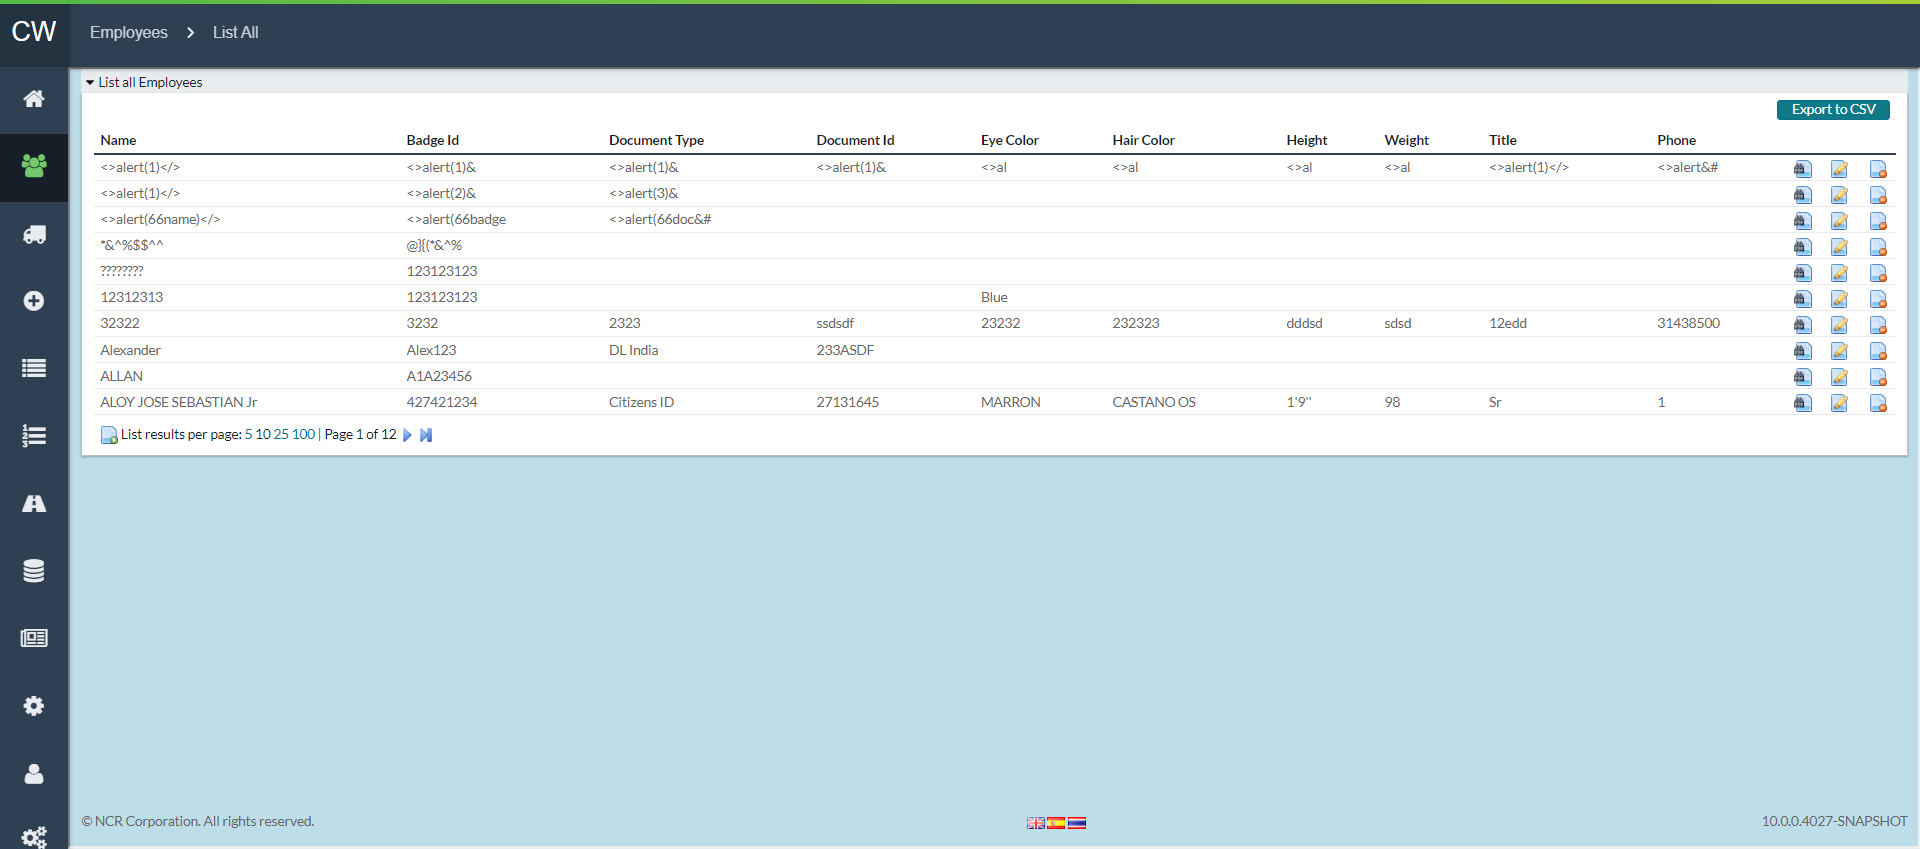 CW
Employees > List All
List all Employees
Export to CSV
Name Badge Id Document Type Document Id Eye Color Hair Color Height Weight Title Phone
<>alert(1)</> <>alert(1)& <>alert(1)& <>alert(1)& <>al <>al <>al <>al <>alert(1)</> <>alert&#
<>alert(1)</> <>alert(2)& <>alert(3)&
<>alert(66name)</> <>alert(66badge <>alert(66doc&#
*&^%$$^^ @}{(*&^%
???????? 123123123
12312313 123123123 Blue
32322 3232 2323 ssdsdf 23232 232323 dddsd sdsd 12edd 31438500
Alexander Alex123 DL India 233ASDF
ALLAN A1A23456
ALOY JOSE SEBASTIAN Jr 427421234 Citizens ID 27131645 MARRON CASTANO OS 1'9'' 98 Sr 1
List results per page: 5 10 25 100 | Page 1 of 12
© NCR Corporation. All rights reserved.
10.0.0.4027-SNAPSHOT